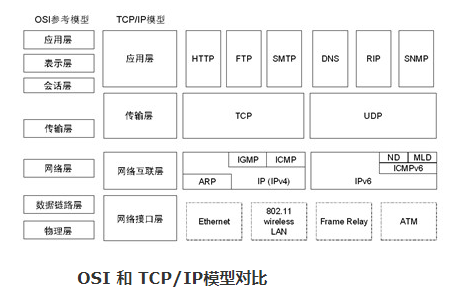 OSI参考模型 TCP/IP模型
应用层 应用层 HTTP FTP SMTP DNS RIP SNMP
表示层
会话层
传输层 传输层 TCP UDP
网络层 网络互联层 IGMP ICMP ND MLD
ICMPv6
ARP IP (IPv4) IPv6
数据链路层 网络接口层 Ethernet 802.11 wireless LAN Frame Relay ATM
物理层
OSI 和 TCP/IP模型对比